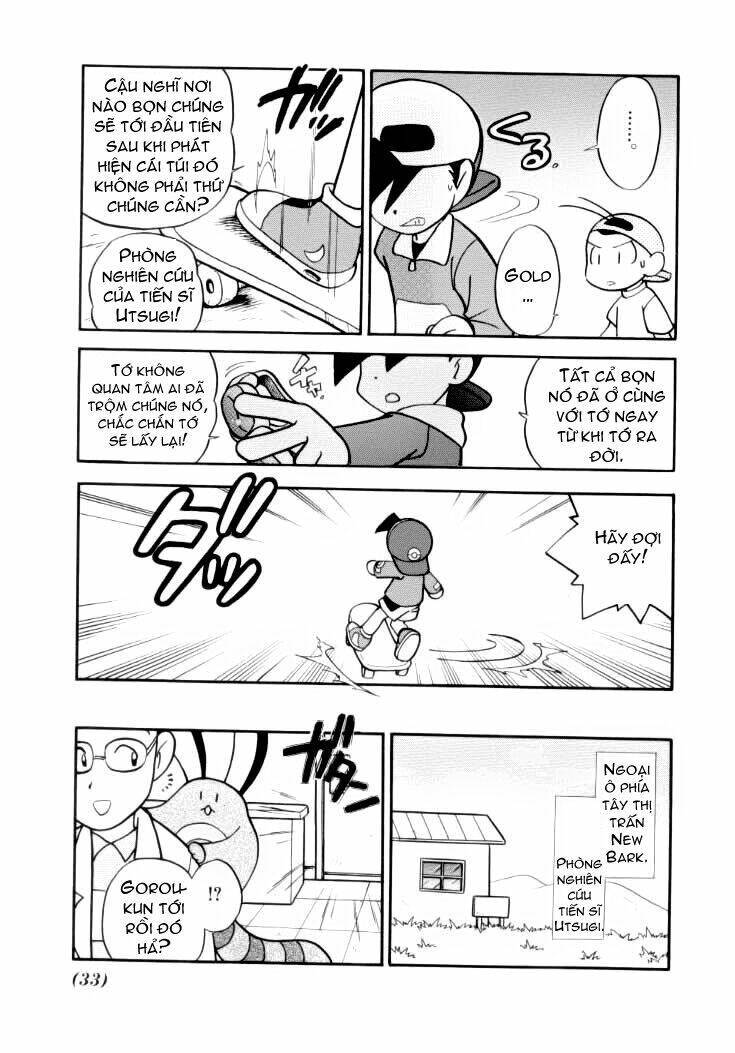 ……
くる。
GOLD
...
CẬU NGHĨ NƠI
NÀO BỌN CHÚNG
SẼ TỚI ĐẦU TIÊN
SAU KHI PHÁT
HIỆN CÁI TÚI ĐÓ
KHÔNG PHẢI THỨ
CHÚNG CẦN?
PHÒNG
NGHIÊN CỨU
CỦA TIẾN SĨ
UTSUGI!
TẤT CẢ BỌN
NÓ ĐÃ Ở CÙNG
VỚI TỚ NGAY
TỪ KHI TỚ RA
ĐỜI.
TỚ KHÔNG
QUAN TÂM AI ĐÃ
TRỘM CHÚNG NÓ,
CHẮC CHẮN TỚ
SẼ LẤY LẠI!
HÃY ĐỢI
ĐẤY!
ダッ
NGOẠI
Ô PHÍA
TÂY THỊ
TRẤN
NEW
BARK.
PHÒNG
NGHIÊN
CỨU
TIẾN SĨ
UTSUGI.
ガターン
!?
GOROU-
KUN TỚI
RỒI ĐÓ
HẢ?
(33)